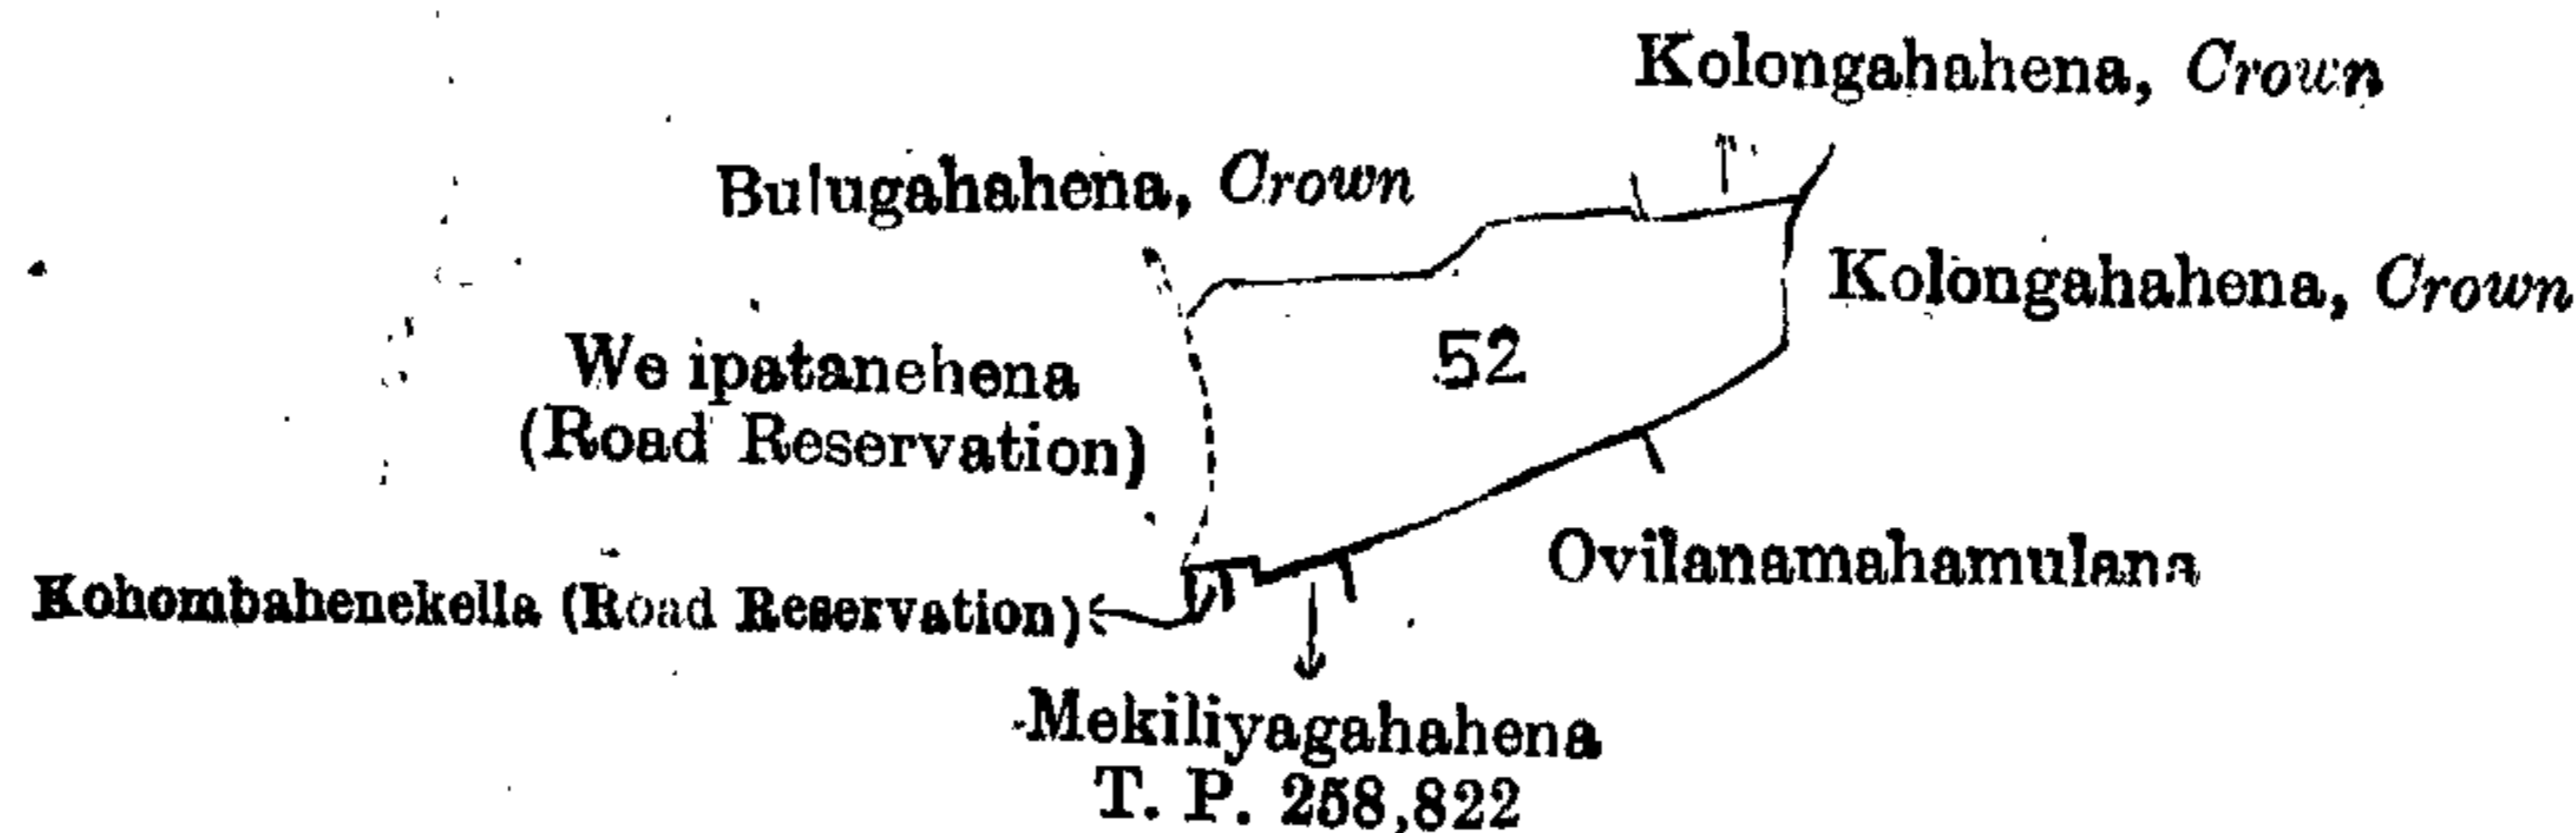 Kolongahahena, Crown
Bulugahahena, Crown
Kolongahahena, Crown
52
We ipatanehena
(Road Reservation)
Ovilanamahamulana
Kohombahenekella (Road Reservation)
Mekiliyagahahena
T. P. 258,822